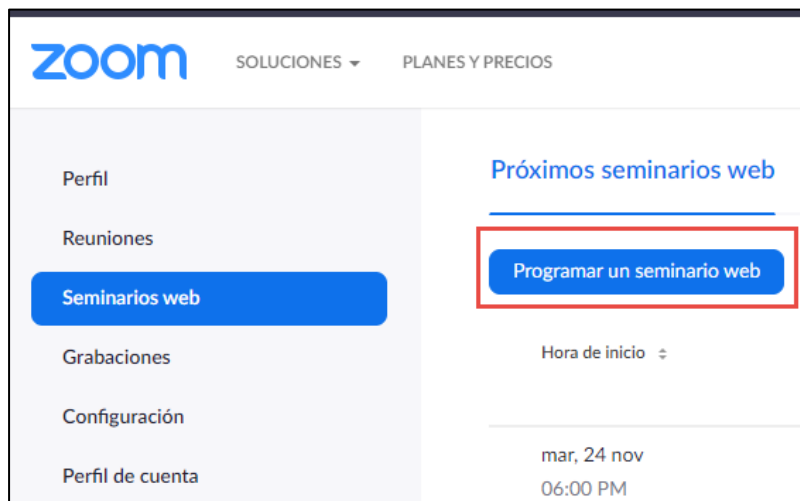 zoom SOLUCIONES PLANES Y PRECIOS
Perfil
Reuniones
Seminarios web
Grabaciones
Configuración
Perfil de cuenta
Próximos seminarios web
Programar un seminario web
Hora de inicio
mar, 24 nov
06:00 PM